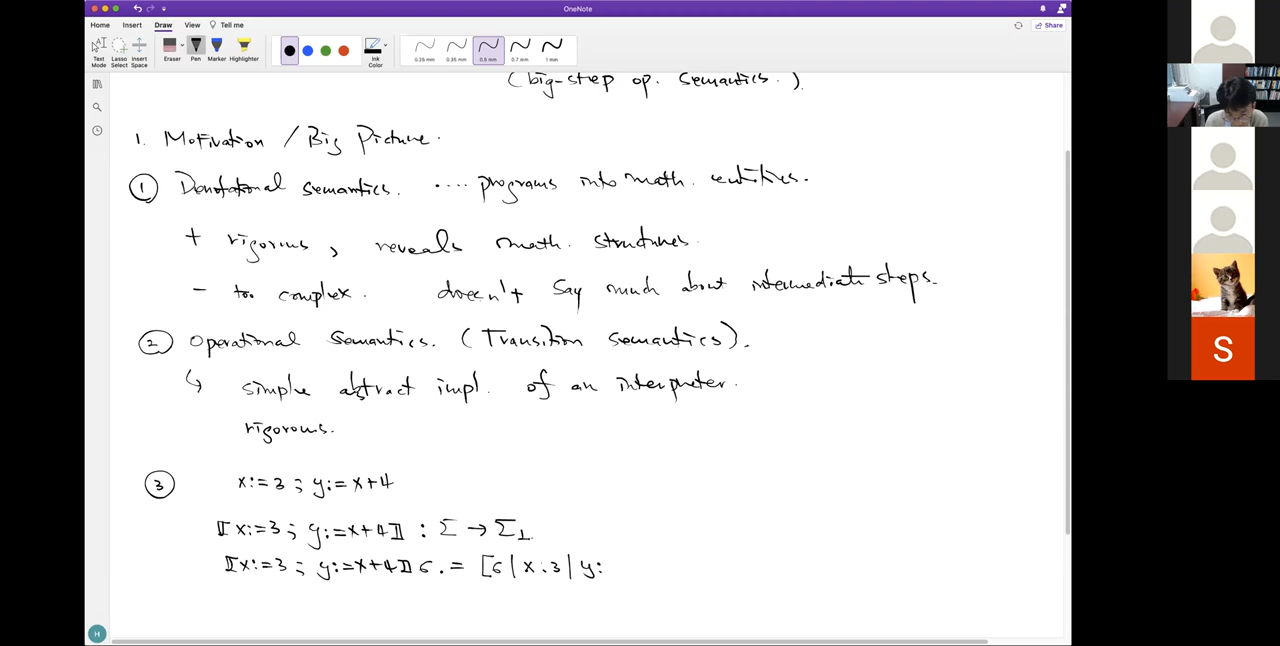 OneNote
Home Insert Draw View Tell me
Share
Text Mode Lasso Select Insert Space Eraser Pen Marker Highlighter Ink Color 0.25 mm 0.35 mm 0.5 mm 0.7 mm 1 mm
(big-step op. semantics.).
1. Motivation / Big Picture.
① Denotational semantics. .... programs into math. entities.
+ rigorous, reveals math. structures.
- too complex. doesn't say much about intermediate steps.
② Operational semantics. (Transition semantics).
↳ simple abstract impl. of an interpreter.
rigorous.
③ x:=3 ; y:=x+4
⟦x:=3 ; y:=x+4⟧ : Σ → Σ⊥.
⟦x:=3 ; y:=x+4⟧ σ. = [σ | x:3 | y:
H
S